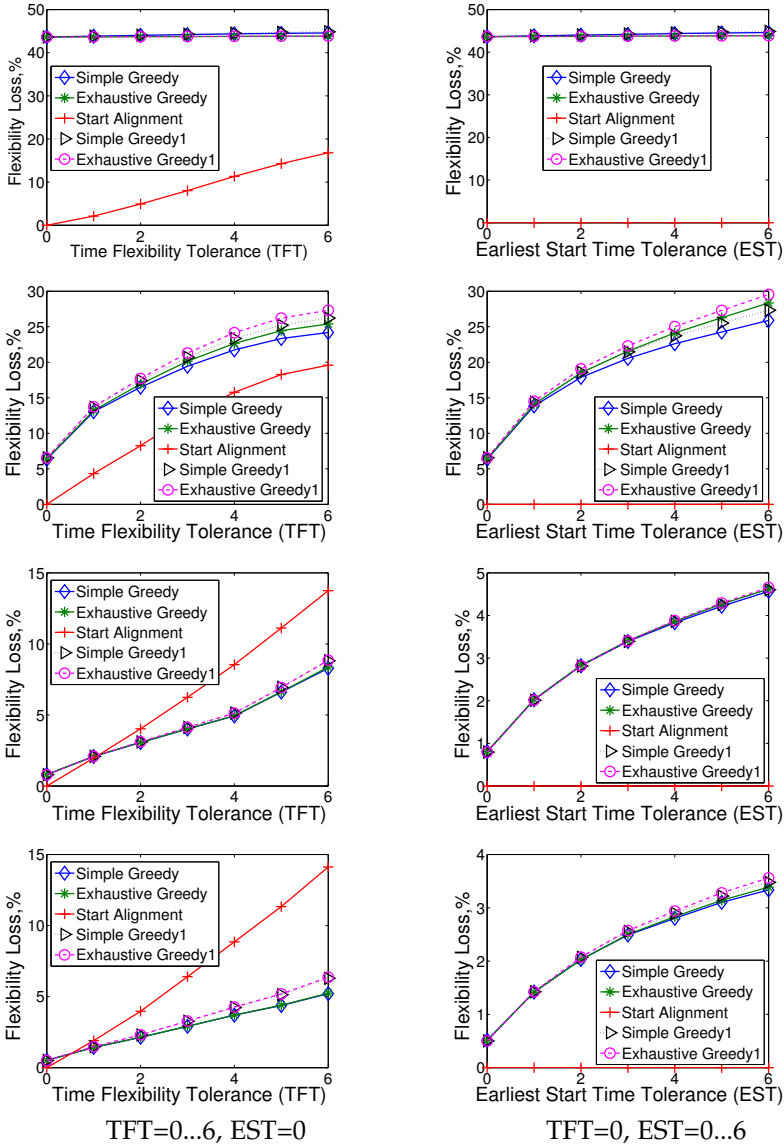 50
40
30
20
10
0
Flexibility Loss,%
Simple Greedy
Exhaustive Greedy
Start Alignment
Simple Greedy1
Exhaustive Greedy1
0 2 4 6
Time Flexibility Tolerance (TFT)
50
40
30
20
10
0
Flexibility Loss,%
Simple Greedy
Exhaustive Greedy
Start Alignment
Simple Greedy1
Exhaustive Greedy1
0 2 4 6
Earliest Start Time Tolerance (EST)
30
25
20
15
10
5
0
Flexibility Loss,%
Simple Greedy
Exhaustive Greedy
Start Alignment
Simple Greedy1
Exhaustive Greedy1
0 2 4 6
Time Flexibility Tolerance (TFT)
30
25
20
15
10
5
0
Flexibility Loss,%
Simple Greedy
Exhaustive Greedy
Start Alignment
Simple Greedy1
Exhaustive Greedy1
0 2 4 6
Earliest Start Time Tolerance (EST)
15
10
5
0
Flexibility Loss,%
Simple Greedy
Exhaustive Greedy
Start Alignment
Simple Greedy1
Exhaustive Greedy1
0 2 4 6
Time Flexibility Tolerance (TFT)
5
4
3
2
1
0
Flexibility Loss,%
Simple Greedy
Exhaustive Greedy
Start Alignment
Simple Greedy1
Exhaustive Greedy1
0 2 4 6
Earliest Start Time Tolerance (EST)
15
10
5
0
Flexibility Loss,%
Simple Greedy
Exhaustive Greedy
Start Alignment
Simple Greedy1
Exhaustive Greedy1
0 2 4 6
Time Flexibility Tolerance (TFT)
4
3
2
1
0
Flexibility Loss,%
Simple Greedy
Exhaustive Greedy
Start Alignment
Simple Greedy1
Exhaustive Greedy1
0 2 4 6
Earliest Start Time Tolerance (EST)
TFT=0...6, EST=0
TFT=0, EST=0...6